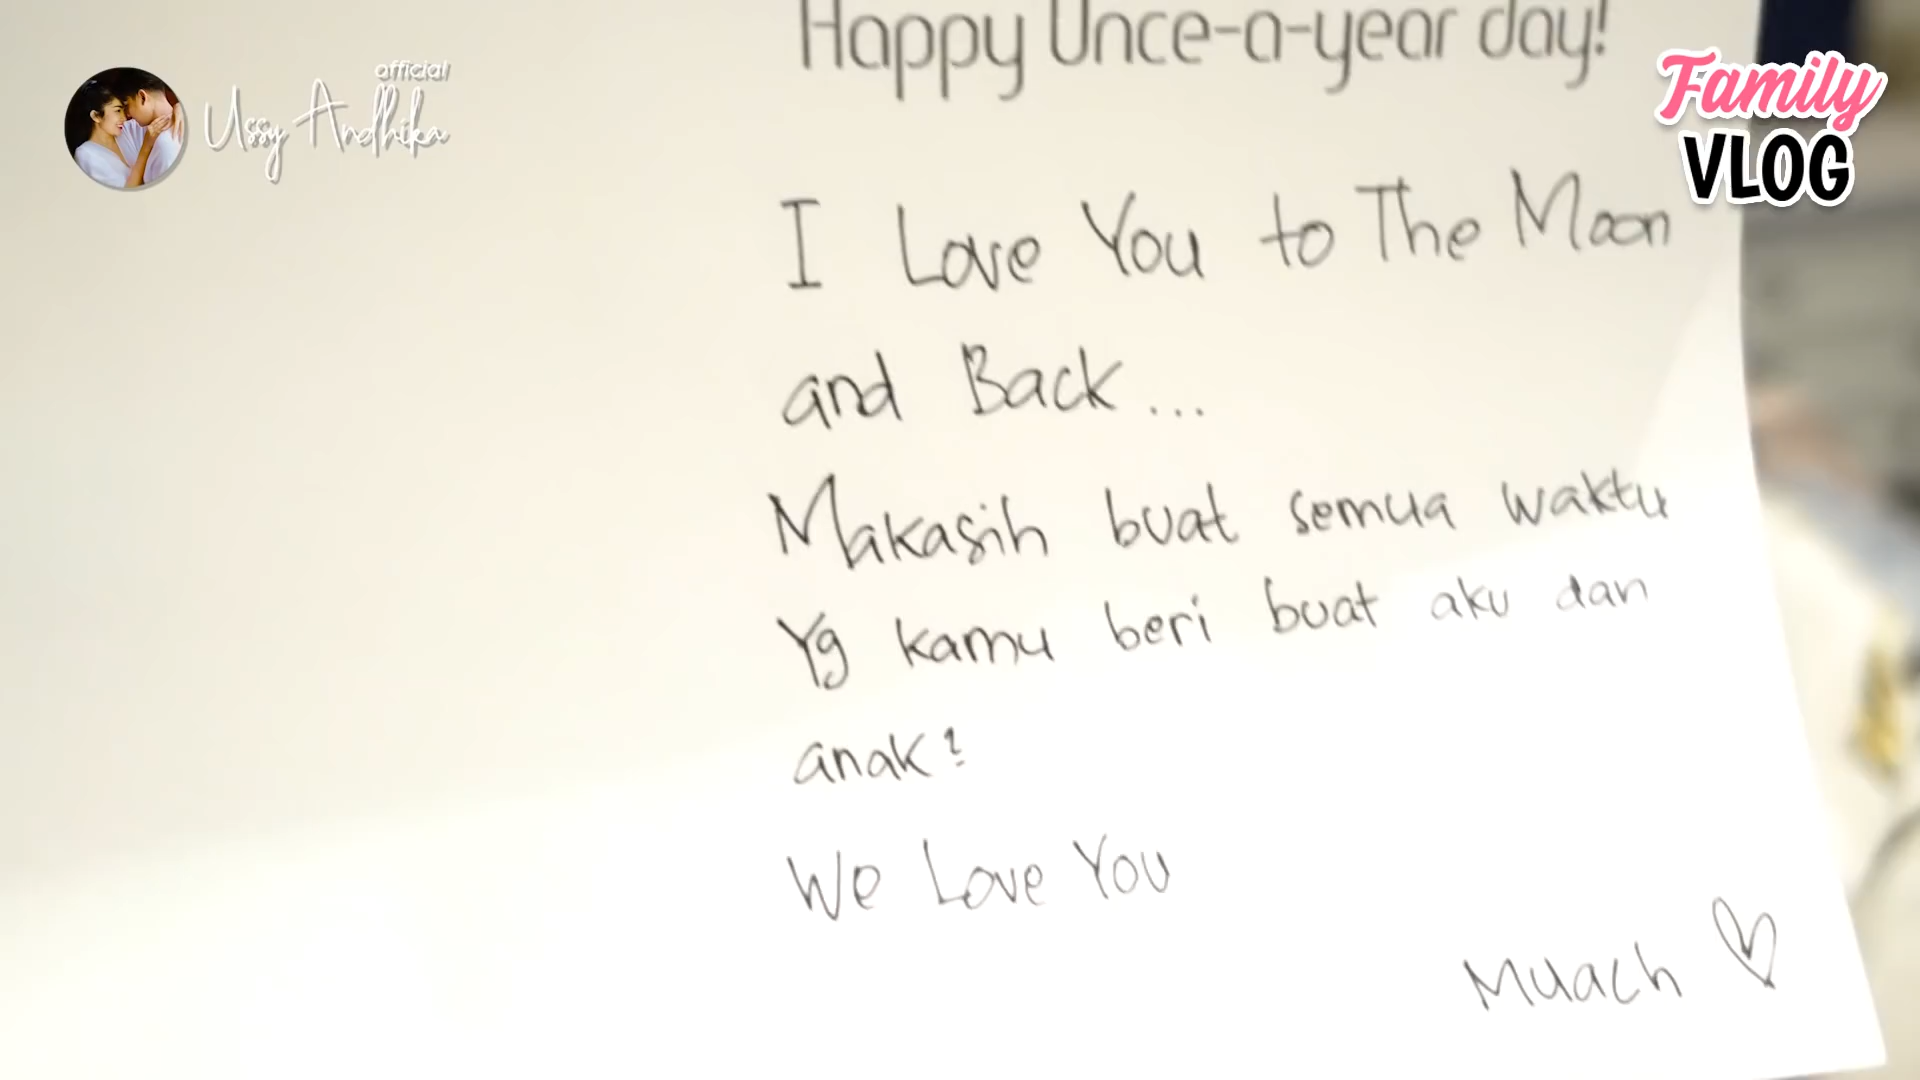 Happy Once-a-year day!
official
Ussy Andhika
Family
VLOG
I Love You to The Moon
and Back...
Makasih buat semua waktu
Yg kamu beri buat aku dan
anak2
We Love You
Muach